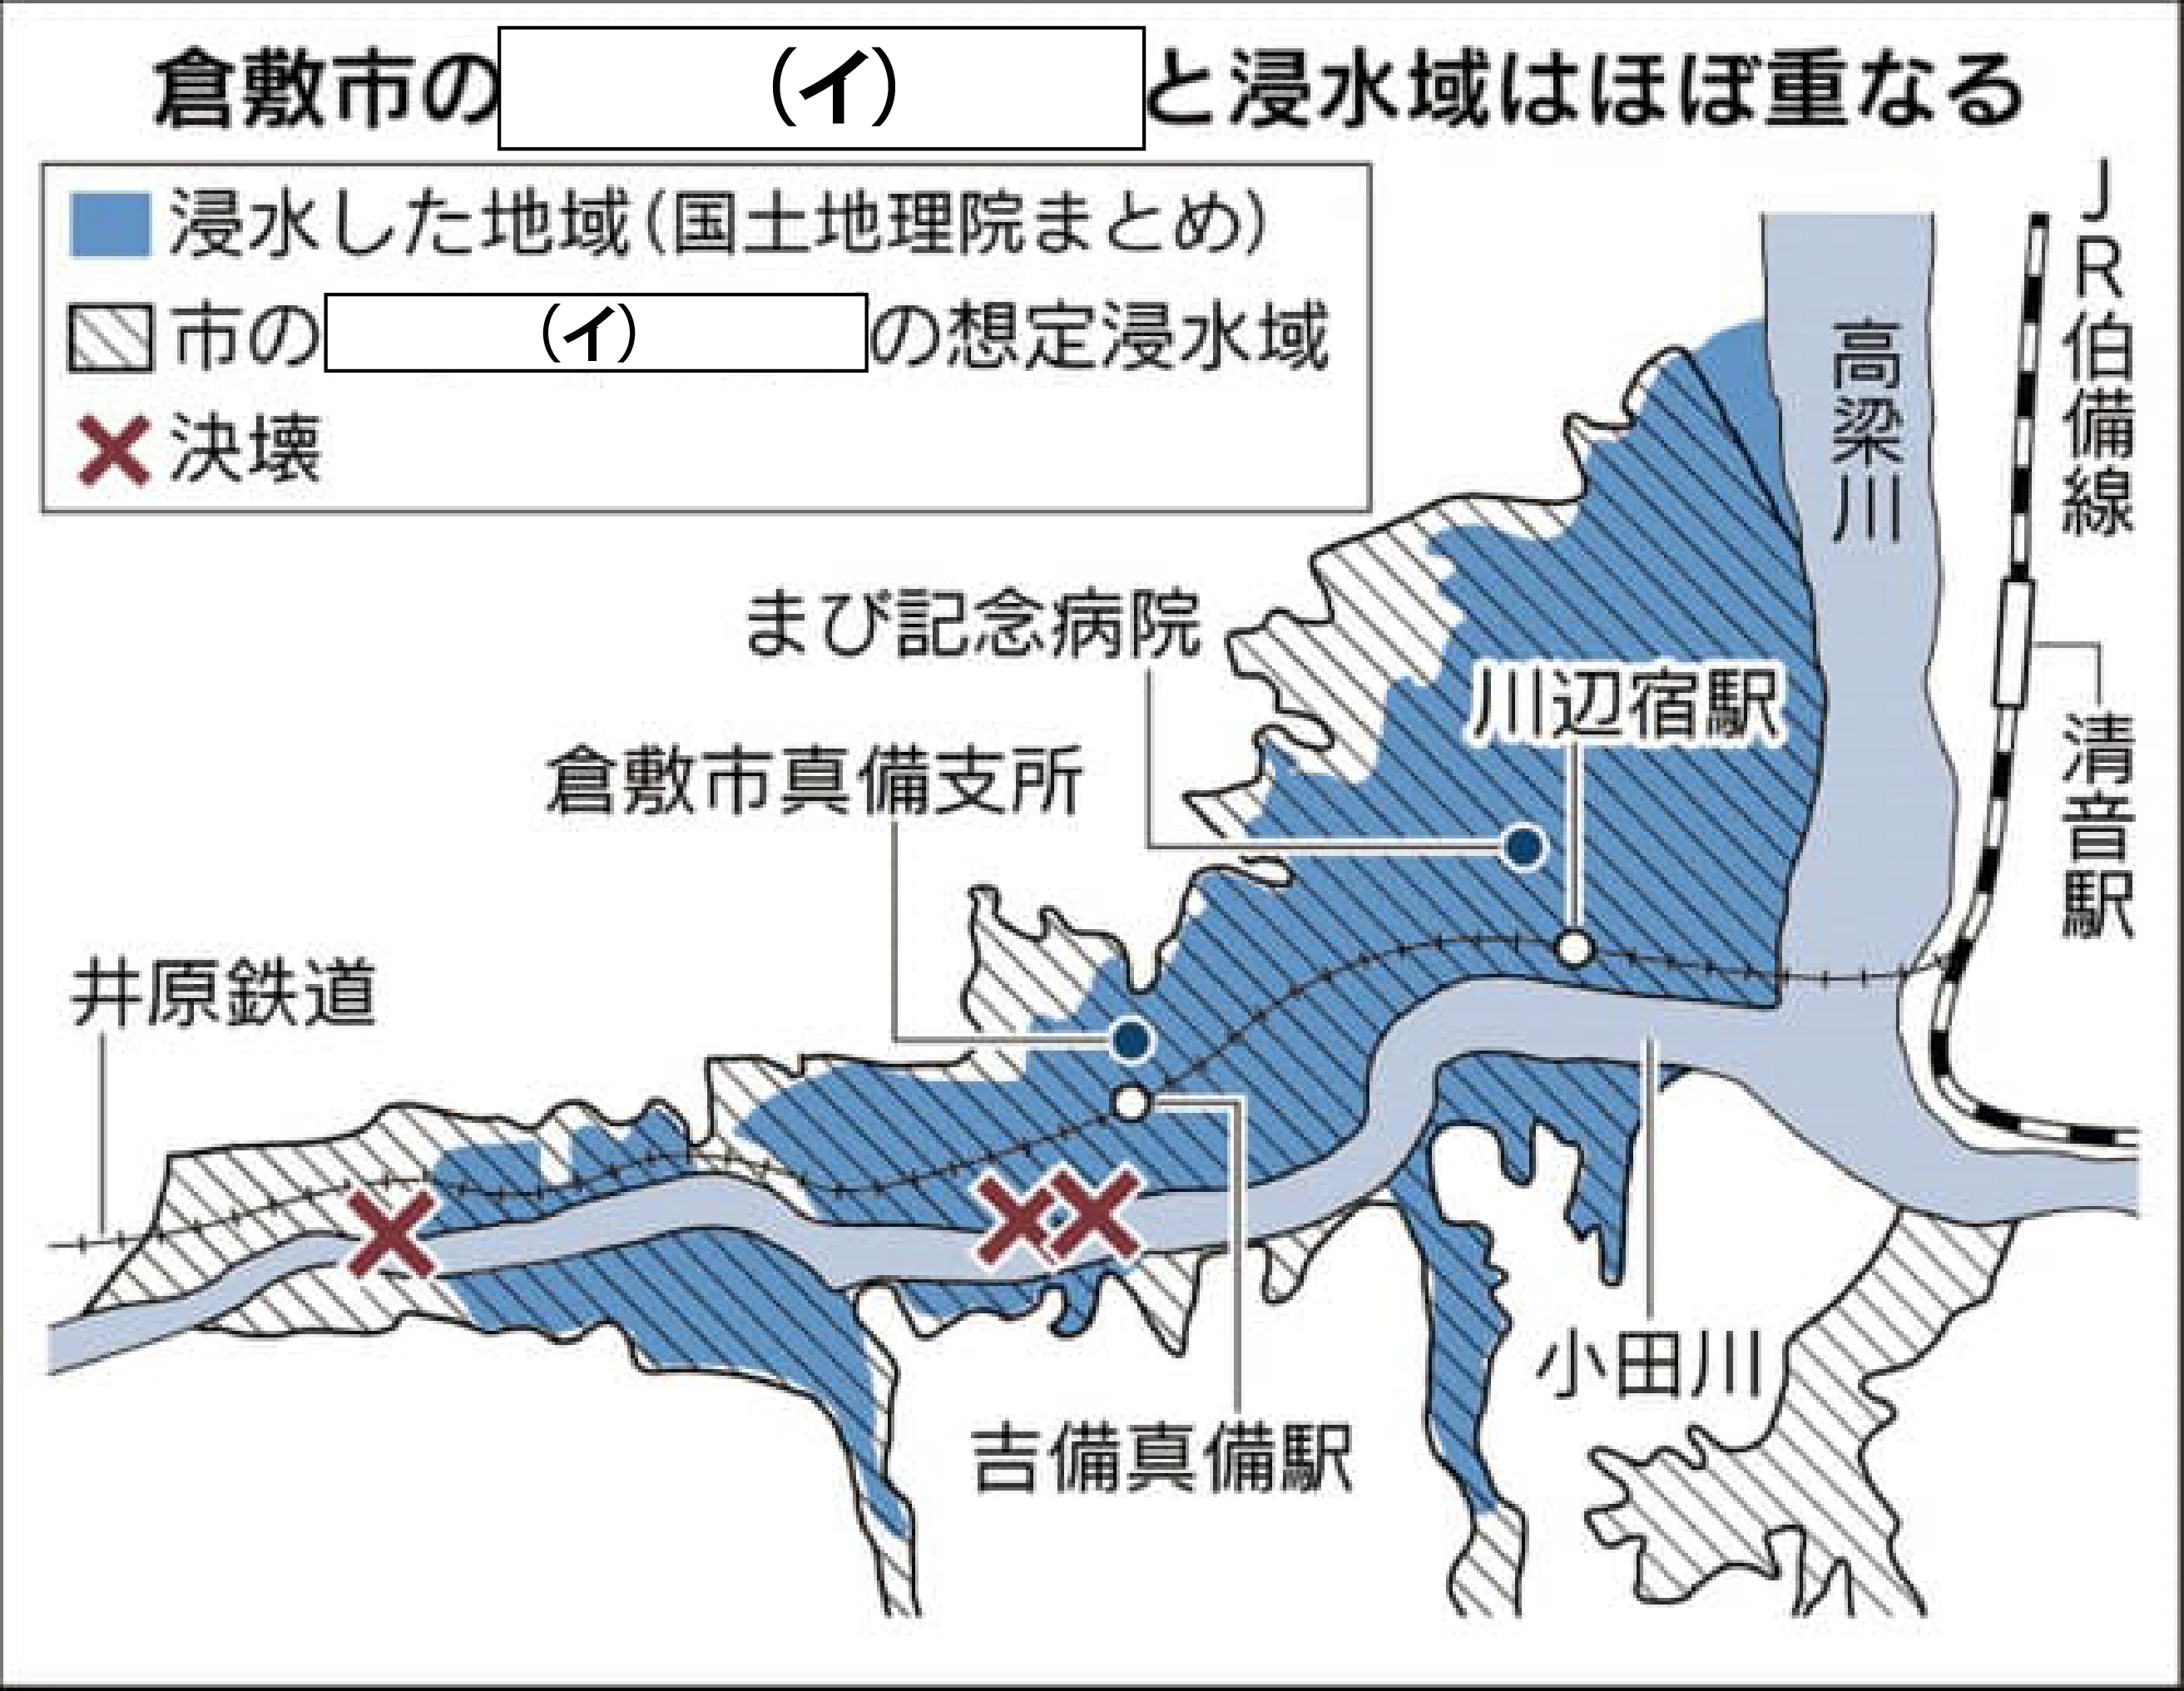 倉敷市の(イ)と浸水域はほぼ重なる
浸水した地域(国土地理院まとめ)
市の(イ)の想定浸水域
決壊
JR伯備線
高梁川
まび記念病院
川辺宿駅
倉敷市真備支所
清音駅
井原鉄道
小田川
吉備真備駅